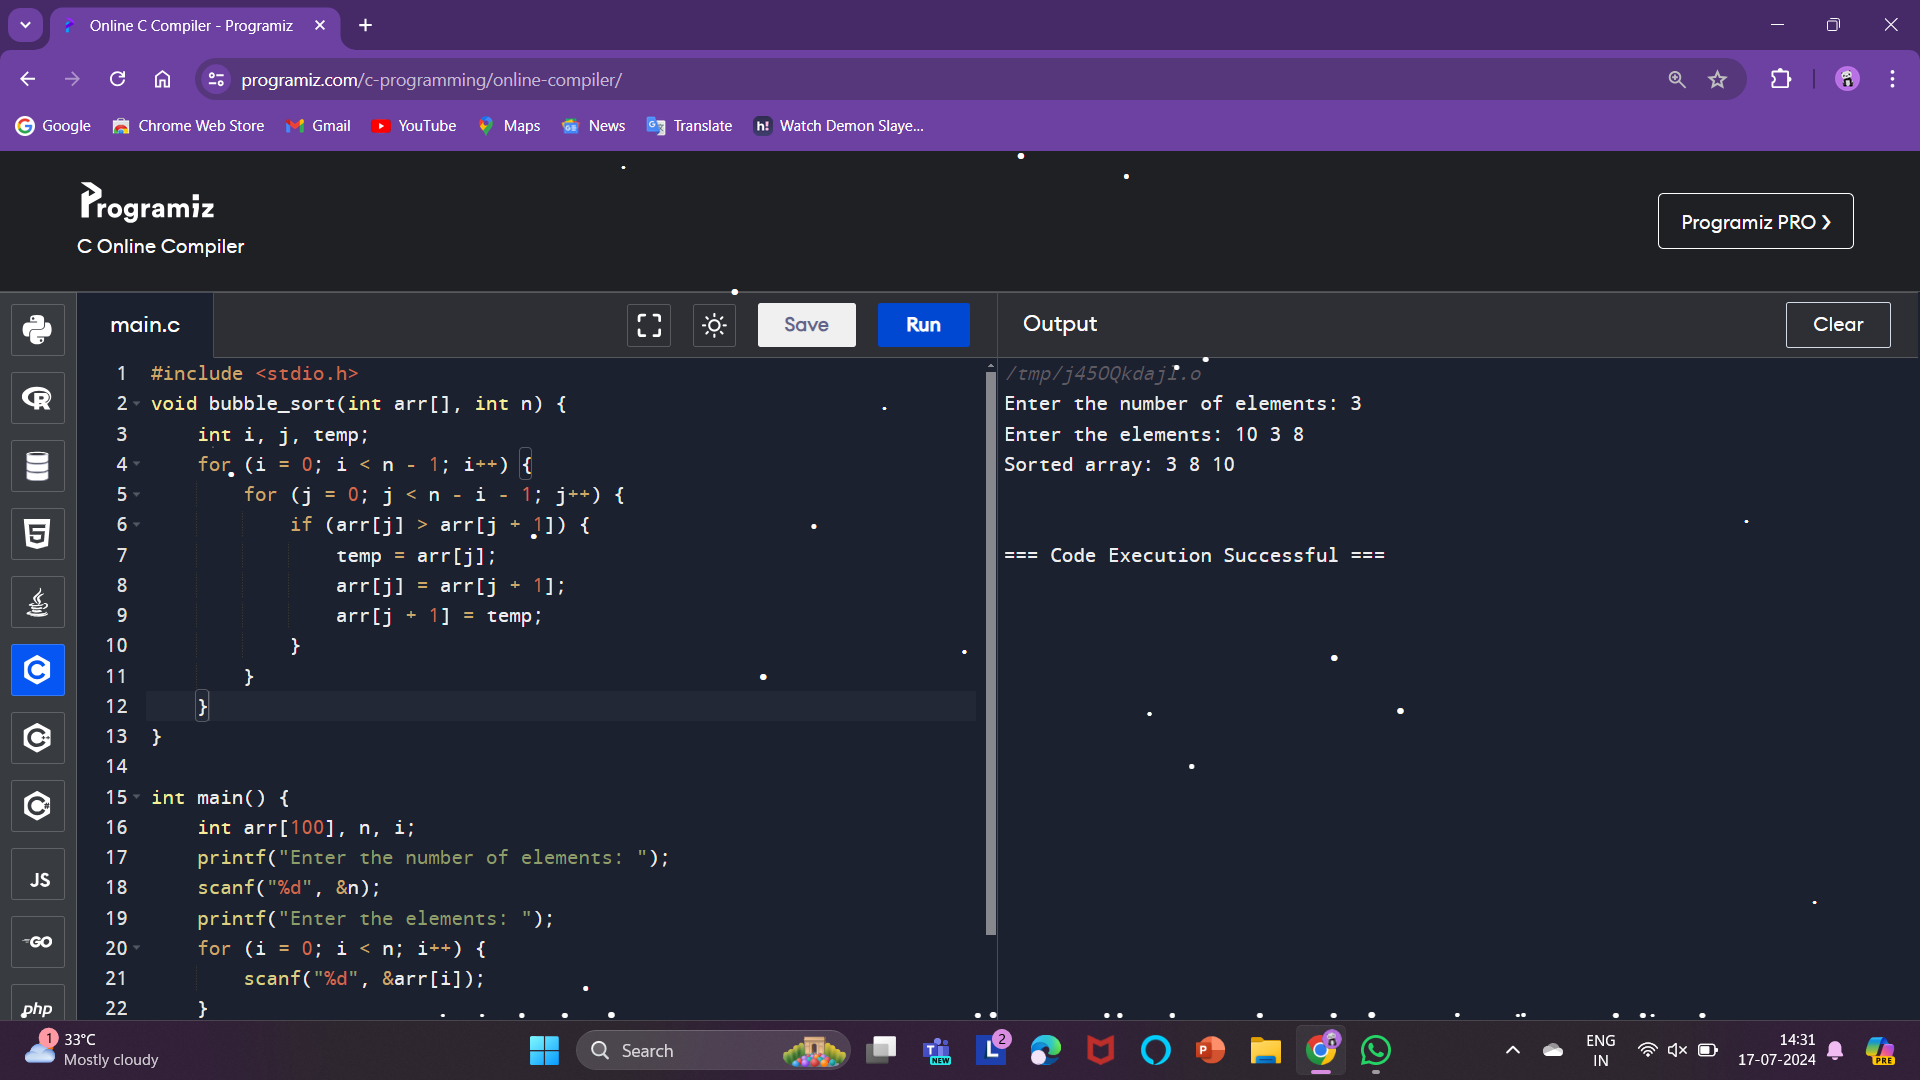 Online C Compiler - Programiz
programiz.com/c-programming/online-compiler/
Google Chrome Web Store Gmail YouTube Maps News Translate Watch Demon Slaye...
Programiz
C Online Compiler
Programiz PRO ❯
main.c
Save
Run
Output
Clear
1 #include <stdio.h>
2 void bubble_sort(int arr[], int n) {
3 int i, j, temp;
4 for (i = 0; i < n - 1; i++) {
5 for (j = 0; j < n - i - 1; j++) {
6 if (arr[j] > arr[j + 1]) {
7 temp = arr[j];
8 arr[j] = arr[j + 1];
9 arr[j + 1] = temp;
10 }
11 }
12 }
13 }
14
15 int main() {
16 int arr[100], n, i;
17 printf("Enter the number of elements: ");
18 scanf("%d", &n);
19 printf("Enter the elements: ");
20 for (i = 0; i < n; i++) {
21 scanf("%d", &arr[i]);
22 }
Enter the number of elements: 3
Enter the elements: 10 3 8
Sorted array: 3 8 10
=== Code Execution Successful ===
JS
GO
php
1
33°C
Mostly cloudy
Search
NEW
2
ENG
IN
14:31
17-07-2024
PRE